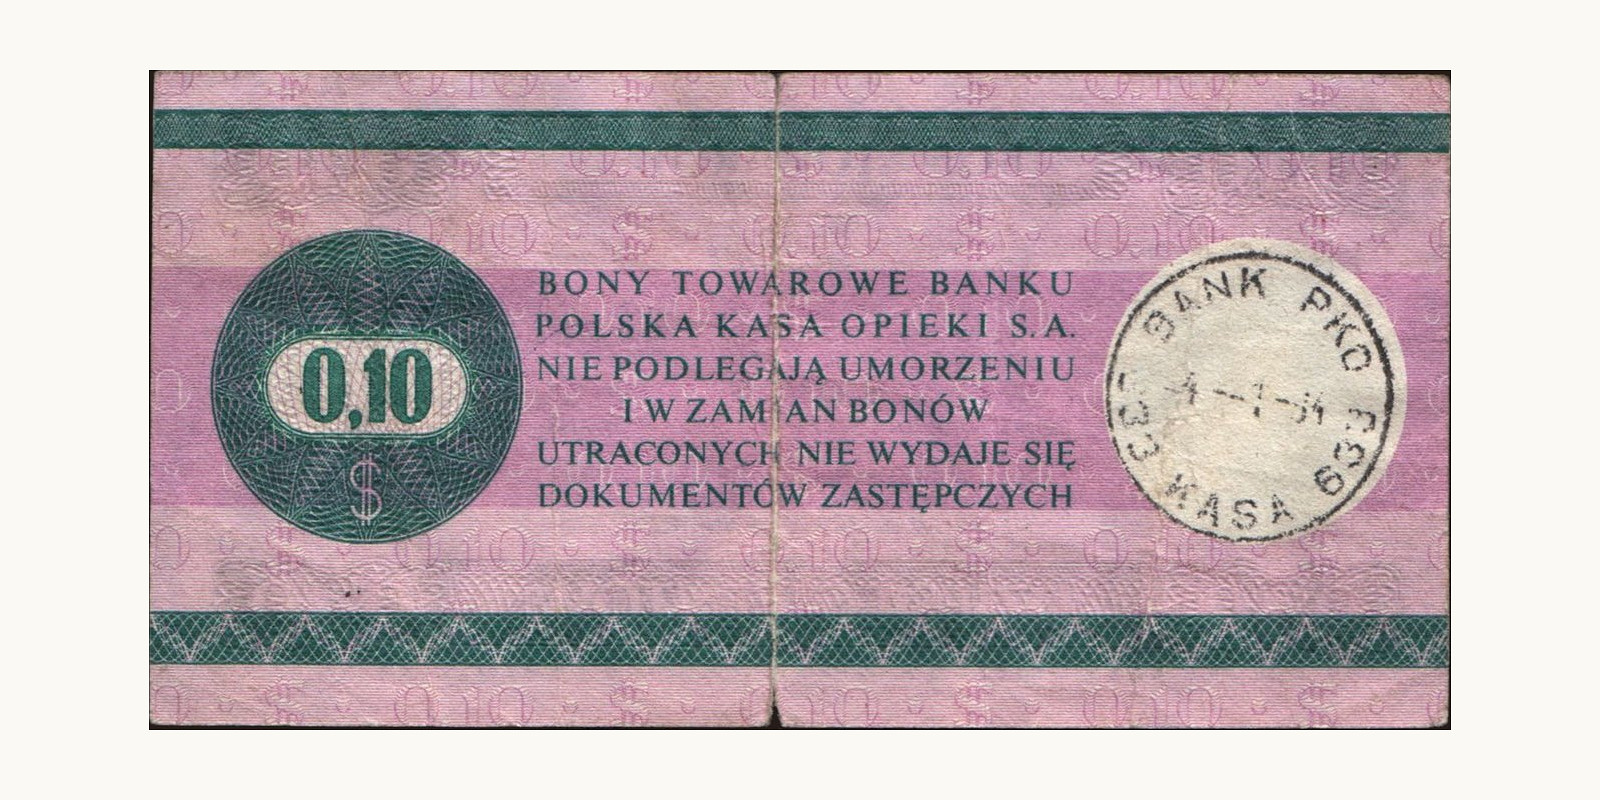 0,10
$
BONY TOWAROWE BANKU
POLSKA KASA OPIEKI S.A.
NIE PODLEGAJĄ UMORZENIU
I W ZAMIAN BONÓW
UTRACONYCH NIE WYDAJE SIĘ
DOKUMENTÓW ZASTĘPCZYCH
BANK PKO
KASA 639